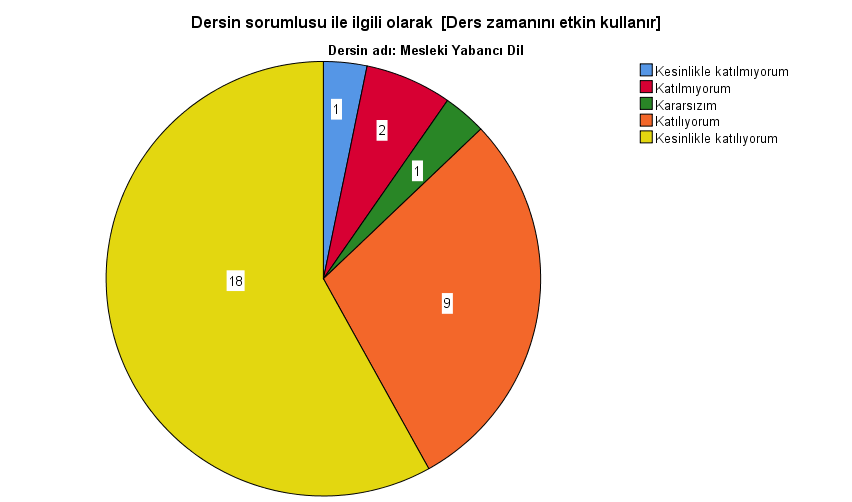 Dersin sorumlusu ile ilgili olarak  [Ders zamanını etkin kullanır]
Dersin adı: Mesleki Yabancı Dil
Kesinlikle katılmıyorum
Katılmıyorum
Kararsızım
Katılıyorum
Kesinlikle katılıyorum
1
2
1
9
18